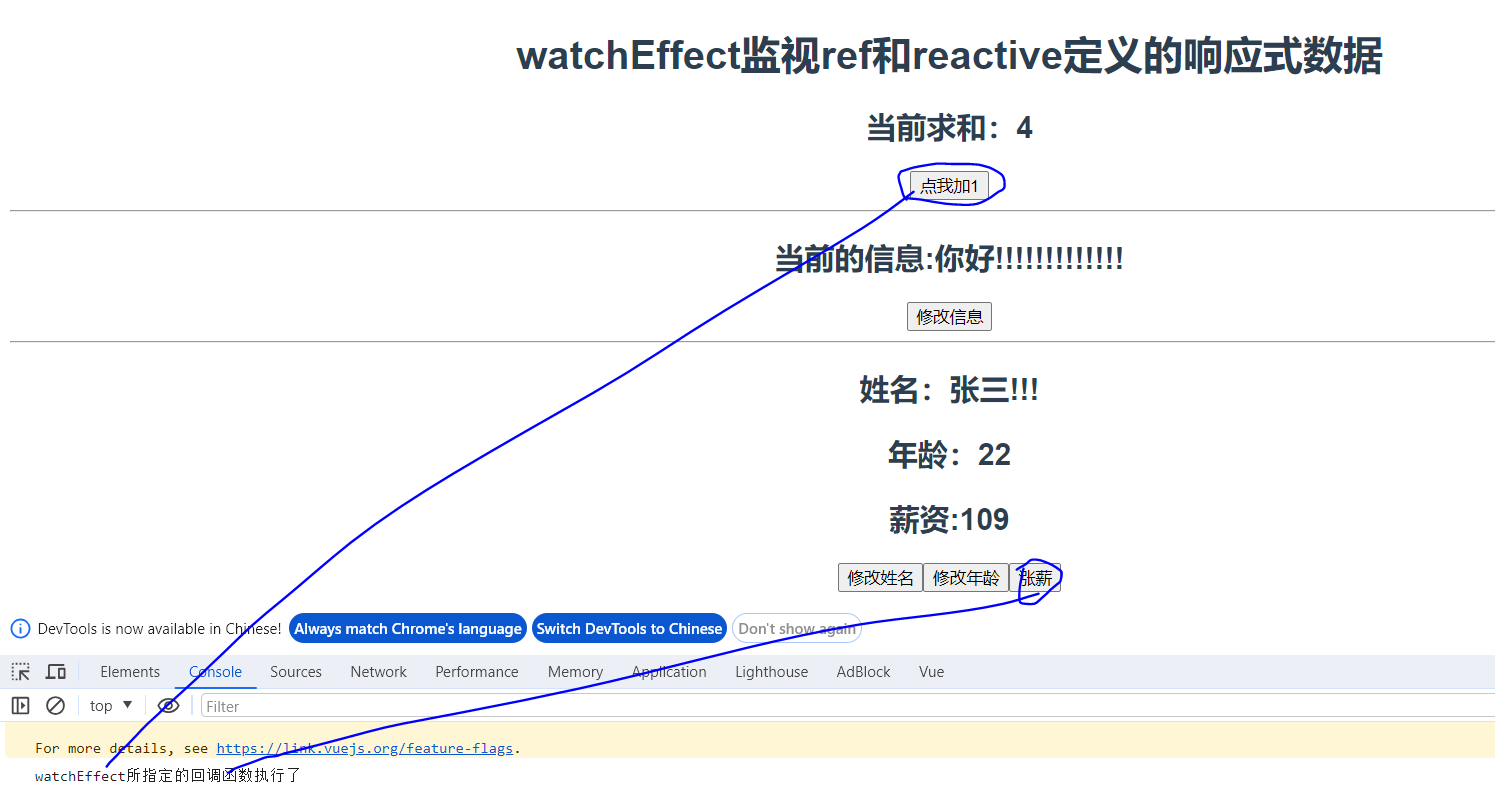 watchEffect监视ref和reactive定义的响应式数据
当前求和：4
点我加1
当前的信息:你好!!!!!!!!!!!!!
修改信息
姓名：张三!!!
年龄：22
薪资:109
修改姓名 修改年龄 张薪
DevTools is now available in Chinese! Always match Chrome's language Switch DevTools to Chinese Don't show again
Elements Console Sources Network Performance Memory Application Lighthouse AdBlock Vue
top Filter
For more details, see https://link.vuejs.org/feature-flags.
watchEffect所指定的回调函数执行了